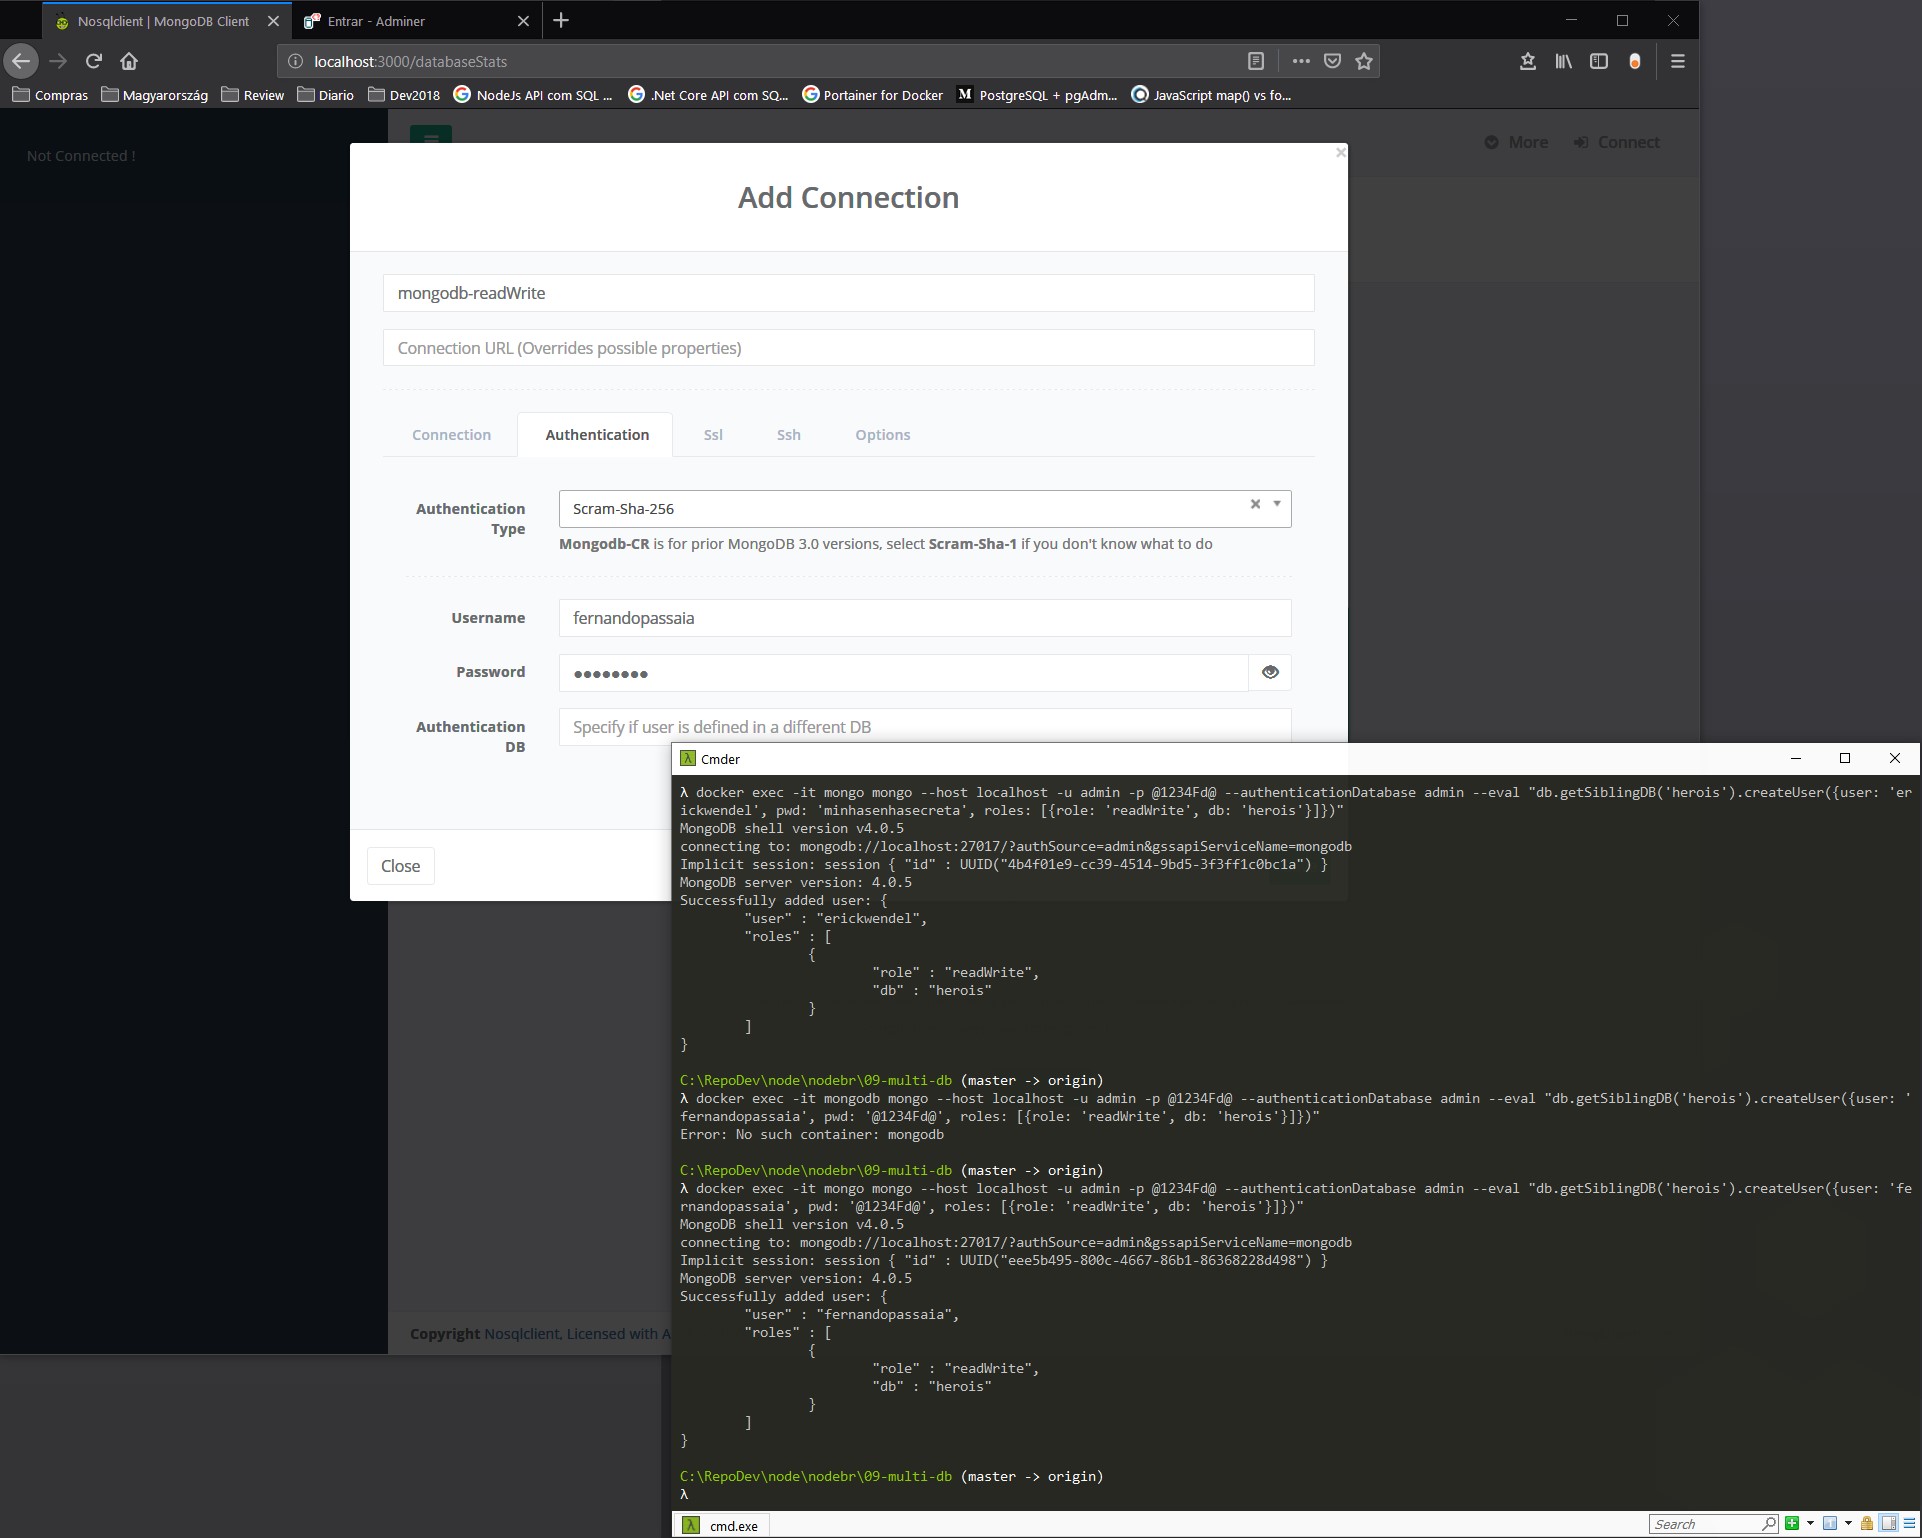 Nosqlclient | MongoDB Client
Entrar - Adminer
localhost:3000/databaseStats
Compras
Magyarország
Review
Diario
Dev2018
NodeJs API com SQL ...
.Net Core API com SQ...
Portainer for Docker
M
PostgreSQL + pgAdm...
JavaScript map() vs fo...
Not Connected !
More
Connect
Add Connection
mongodb-readWrite
Connection URL (Overrides possible properties)
Connection
Authentication
Ssl
Ssh
Options
Authentication
Type
Scram-Sha-256
Mongodb-CR is for prior MongoDB 3.0 versions, select Scram-Sha-1 if you don't know what to do
Username
fernandopassaia
Password
Authentication
DB
Specify if user is defined in a different DB
Close
Copyright Nosqlclient, Licensed with A
λ Cmder
λ docker exec -it mongo mongo --host localhost -u admin -p @1234Fd@ --authenticationDatabase admin --eval "db.getSiblingDB('herois').createUser({user: 'er
ickwendel', pwd: 'minhasenhasecreta', roles: [{role: 'readWrite', db: 'herois'}]})"
MongoDB shell version v4.0.5
connecting to: mongodb://localhost:27017/?authSource=admin&gssapiServiceName=mongodb
Implicit session: session { "id" : UUID("4b4f01e9-cc39-4514-9bd5-3f3ff1c0bc1a") }
MongoDB server version: 4.0.5
Successfully added user: {
"user" : "erickwendel",
"roles" : [
{
"role" : "readWrite",
"db" : "herois"
}
]
}
C:\RepoDev\node\nodebr\09-multi-db (master -> origin)
λ docker exec -it mongodb mongo --host localhost -u admin -p @1234Fd@ --authenticationDatabase admin --eval "db.getSiblingDB('herois').createUser({user: '
fernandopassaia', pwd: '@1234Fd@', roles: [{role: 'readWrite', db: 'herois'}]})"
Error: No such container: mongodb
C:\RepoDev\node\nodebr\09-multi-db (master -> origin)
λ docker exec -it mongo mongo --host localhost -u admin -p @1234Fd@ --authenticationDatabase admin --eval "db.getSiblingDB('herois').createUser({user: 'fe
rnandopassaia', pwd: '@1234Fd@', roles: [{role: 'readWrite', db: 'herois'}]})"
MongoDB shell version v4.0.5
connecting to: mongodb://localhost:27017/?authSource=admin&gssapiServiceName=mongodb
Implicit session: session { "id" : UUID("eee5b495-800c-4667-86b1-86368228d498") }
MongoDB server version: 4.0.5
Successfully added user: {
"user" : "fernandopassaia",
"roles" : [
{
"role" : "readWrite",
"db" : "herois"
}
]
}
C:\RepoDev\node\nodebr\09-multi-db (master -> origin)
λ
λ cmd.exe
Search